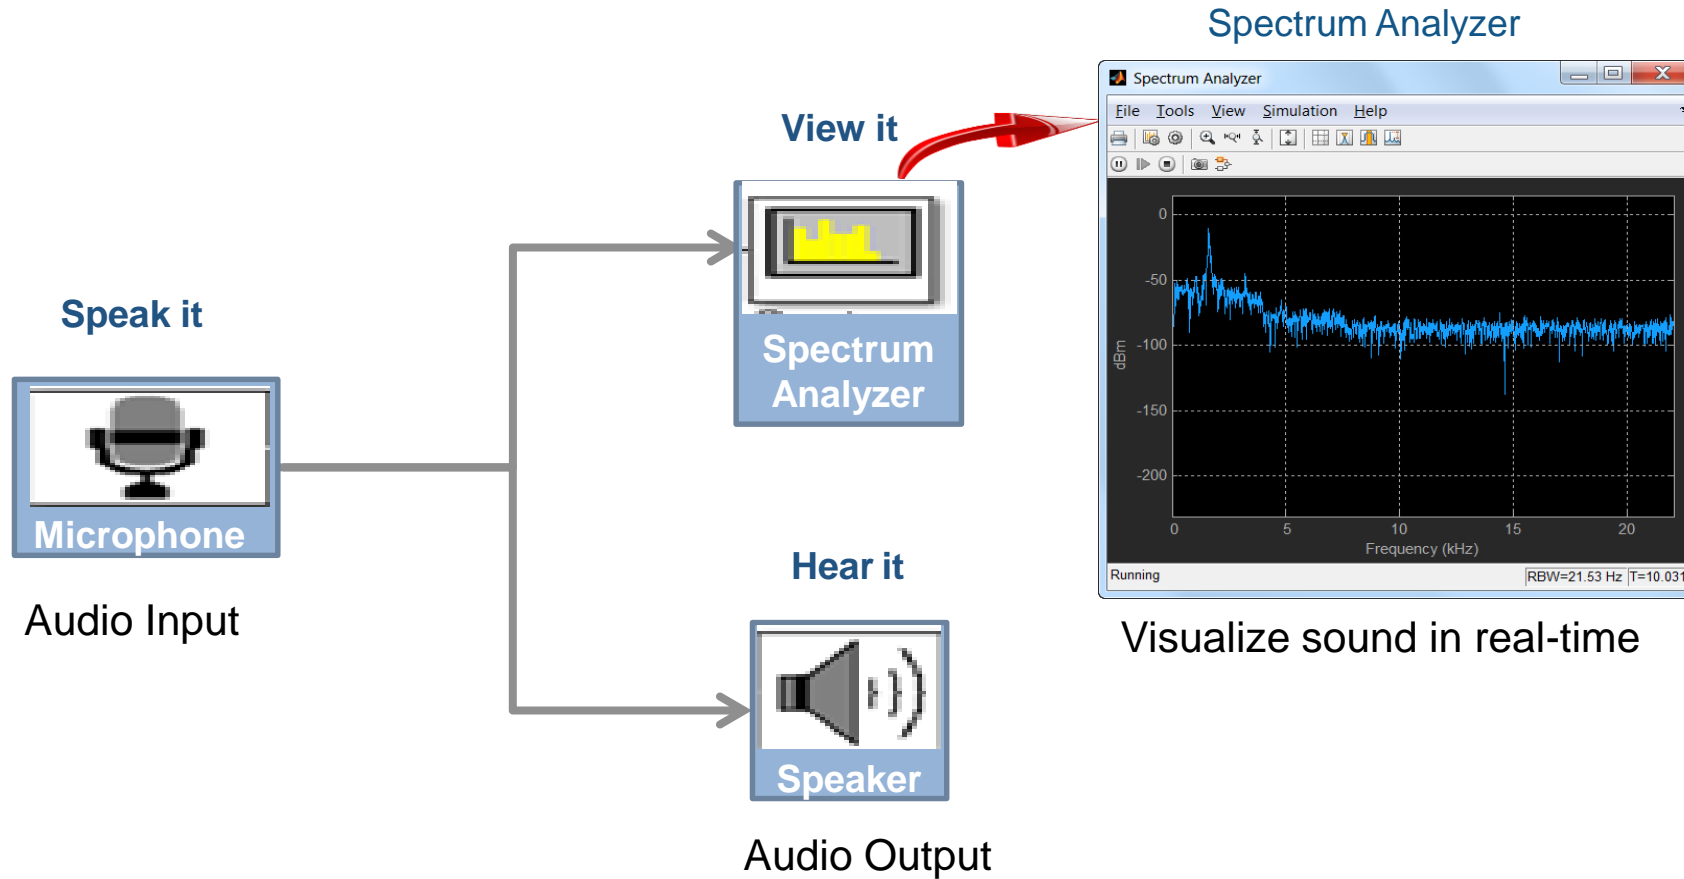 Spectrum Analyzer
Spectrum Analyzer
File Tools View Simulation Help
View it
0
-50
-100
-150
-200
dBm
0 5 10 15 20
Frequency (kHz)
Running RBW=21.53 Hz T=10.031
Speak it
Spectrum
Analyzer
Microphone
Hear it
Audio Input
Visualize sound in real-time
Speaker
Audio Output